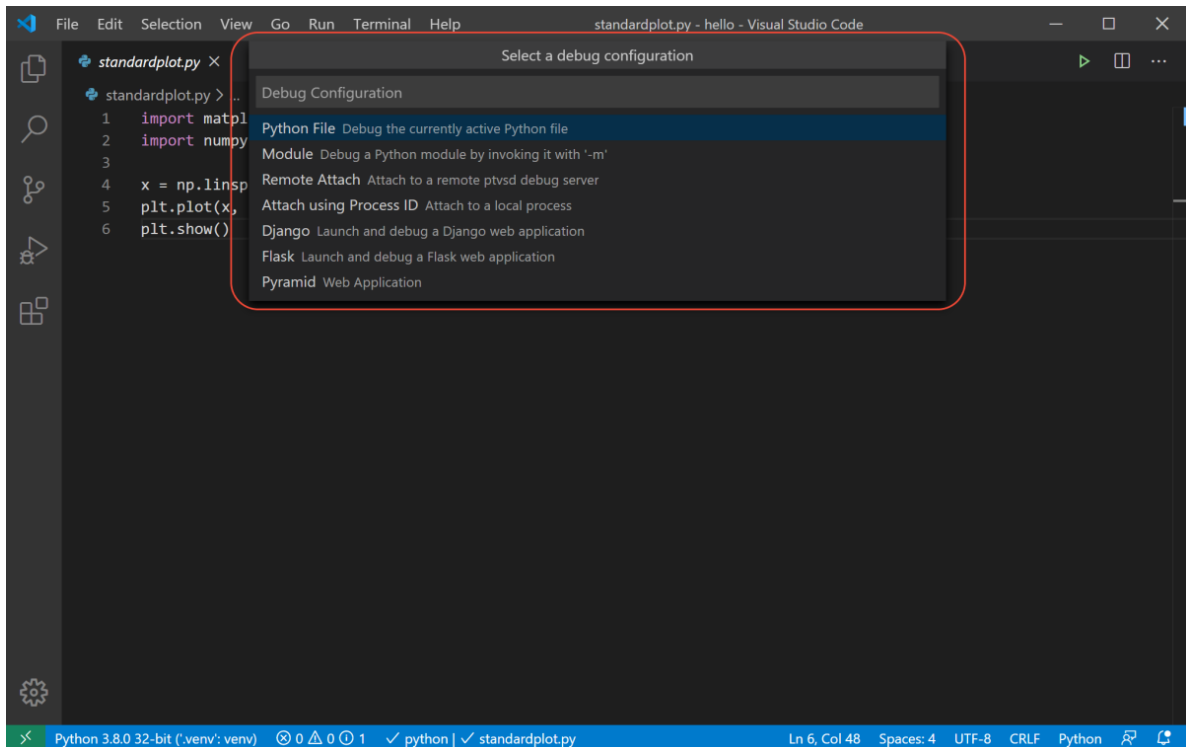 File Edit Selection View Go Run Terminal Help standardplot.py - hello - Visual Studio Code
standardplot.py
Select a debug configuration
standardplot.py > ..
Debug Configuration
Python File Debug the currently active Python file
Module Debug a Python module by invoking it with '-m'
Remote Attach Attach to a remote ptvsd debug server
Attach using Process ID Attach to a local process
Django Launch and debug a Django web application
Flask Launch and debug a Flask web application
Pyramid Web Application
1 import matpl
2 import numpy
3
4 x = np.linsp
5 plt.plot(x,
6 plt.show()
Python 3.8.0 32-bit ('.venv': venv) 0 0 1 python | standardplot.py Ln 6, Col 48 Spaces: 4 UTF-8 CRLF Python